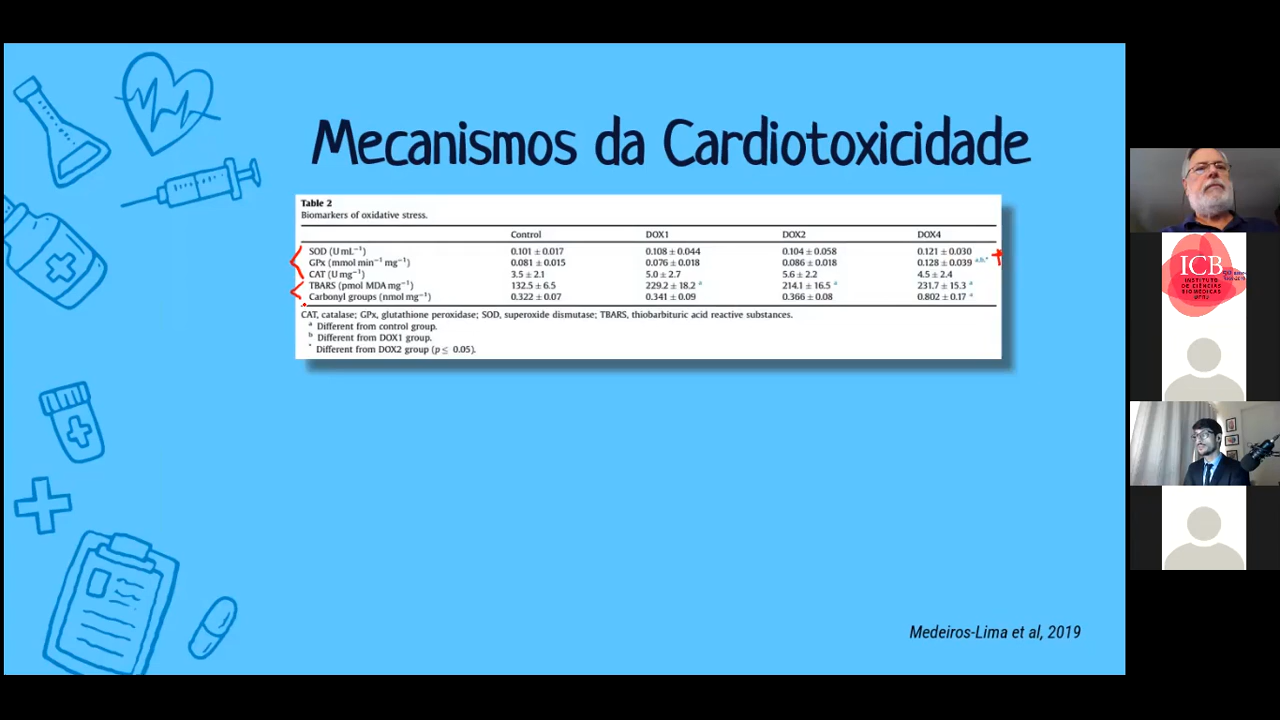 Mecanismos da Cardiotoxicidade
Table 2
Biomarkers of oxidative stress.
Control DOX1 DOX2 DOX4
SOD (U mL⁻¹) 0.101 ± 0.017 0.108 ± 0.044 0.104 ± 0.058 0.121 ± 0.030
GPx (mmol min⁻¹ mg⁻¹) 0.081 ± 0.015 0.076 ± 0.018 0.086 ± 0.018 0.128 ± 0.039 a,b,*
CAT (U mg⁻¹) 3.5 ± 2.1 5.0 ± 2.7 5.6 ± 2.2 4.5 ± 2.4
TBARS (pmol MDA mg⁻¹) 132.5 ± 6.5 229.2 ± 18.2 a 214.1 ± 16.5 a 231.7 ± 15.3 a
Carbonyl groups (nmol mg⁻¹) 0.322 ± 0.07 0.341 ± 0.09 0.366 ± 0.08 0.802 ± 0.17 a
CAT, catalase; GPx, glutathione peroxidase; SOD, superoxide dismutase; TBARS, thiobarbituric acid reactive substances.
a Different from control group.
b Different from DOX1 group.
* Different from DOX2 group (p ≤ 0.05).
Medeiros-Lima et al, 2019
ICB
INSTITUTO
DE CIÊNCIAS
BIOMÉDICAS
UFRJ